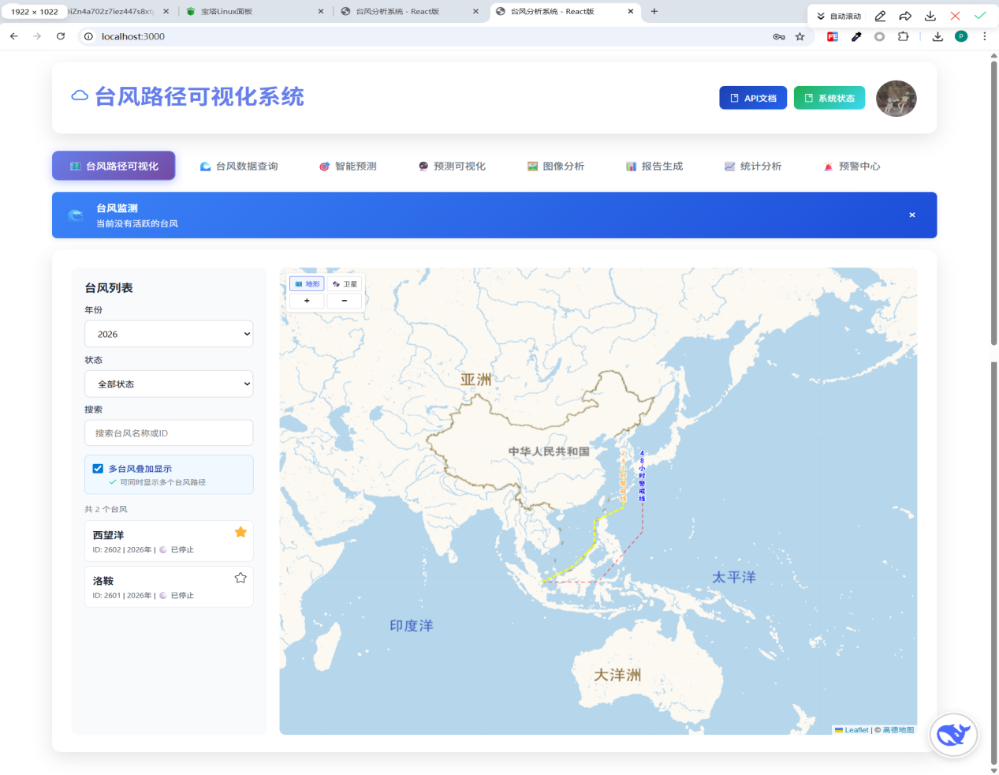 1922 × 1022
宝塔Linux面板
台风分析系统 - React版
台风分析系统 - React版
自动滚动
localhost:3000
台风路径可视化系统
API文档
系统状态
台风路径可视化
台风数据查询
智能预测
预测可视化
图像分析
报告生成
统计分析
预警中心
台风监测
当前没有活跃的台风
台风列表
年份
2026
状态
全部状态
搜索
搜索台风名称或ID
多台风叠加显示
可同时显示多个台风路径
共 2 个台风
西望洋
ID: 2602 | 2026年 | 已停止
洛鞍
ID: 2601 | 2026年 | 已停止
地形
卫星
+
−
亚洲
中华人民共和国
24小时警戒线
48小时警戒线
太平洋
印度洋
大洋洲
Leaflet | © 高德地图